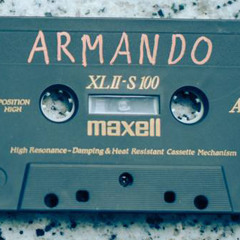 ARMANDO
XLII-S 100
POSITION
HIGH
A
maxell
High Resonance-Damping & Heat Resistant Cassette Mechanism